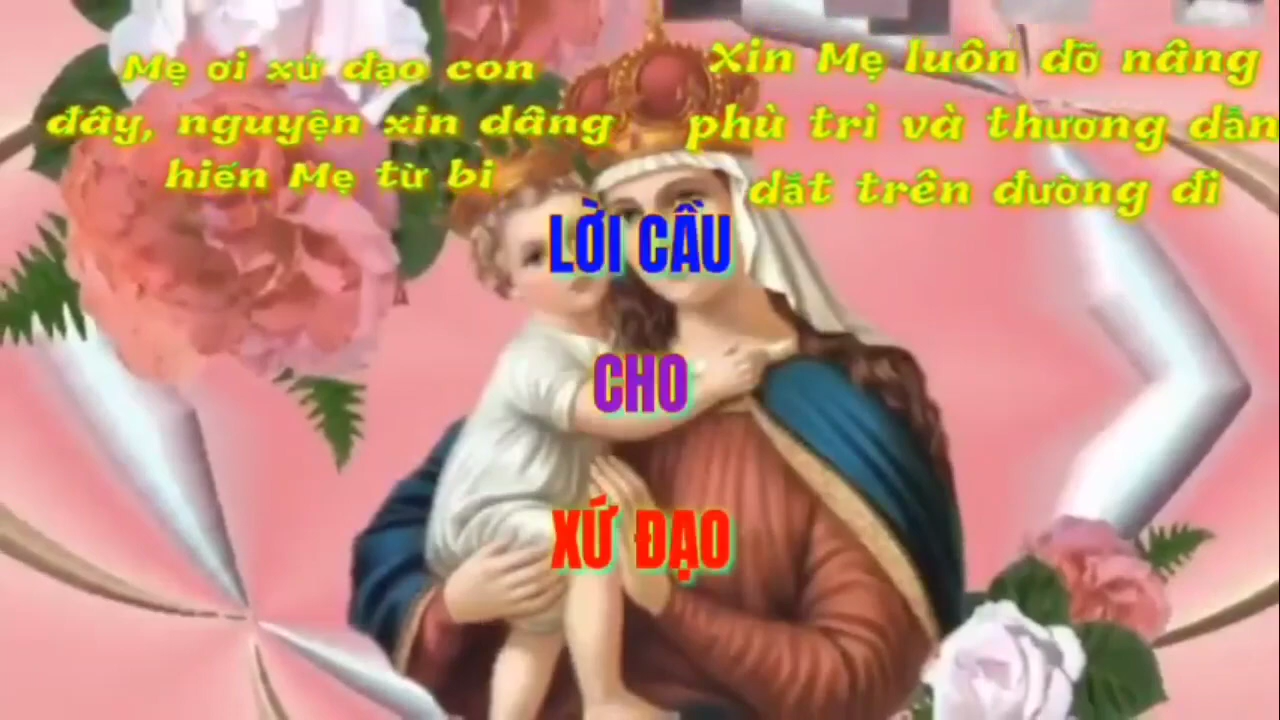 Mẹ ơi xứ đạo con
đây, nguyện xin dâng
hiến Mẹ từ bi
Xin Mẹ luôn đỡ nâng
phù trì và thương dẫn
dắt trên đường đi
LỜI CẦU
CHO
XỨ ĐẠO